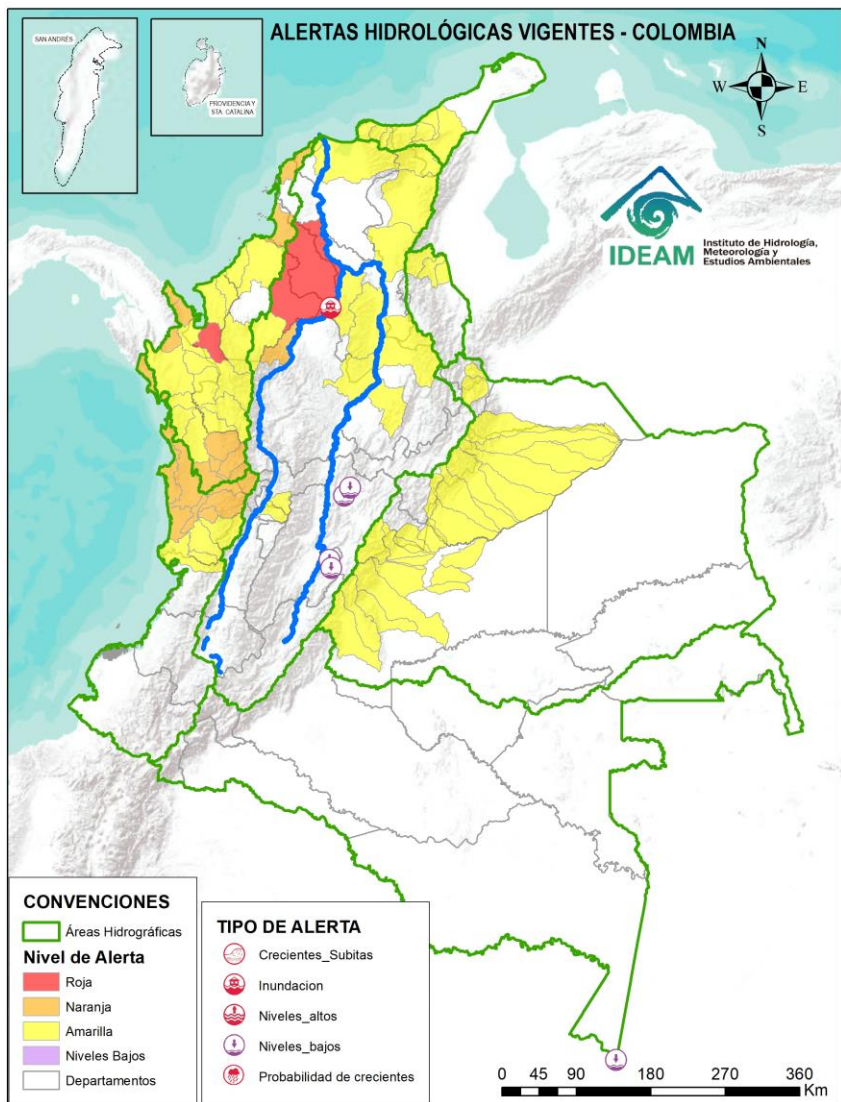 ALERTAS HIDROLÓGICAS VIGENTES - COLOMBIA
SAN ANDRÉS
PROVIDENCIA Y
STA. CATALINA
N
W E
S
IDEAM
Instituto de Hidrología,
Meteorología y
Estudios Ambientales
CONVENCIONES
Áreas Hidrográficas
Nivel de Alerta
Roja
Naranja
Amarilla
Niveles Bajos
Departamentos
TIPO DE ALERTA
Crecientes_Subitas
Inundacion
Niveles_altos
Niveles_bajos
Probabilidad de crecientes
0 45 90 180 270 360
Km